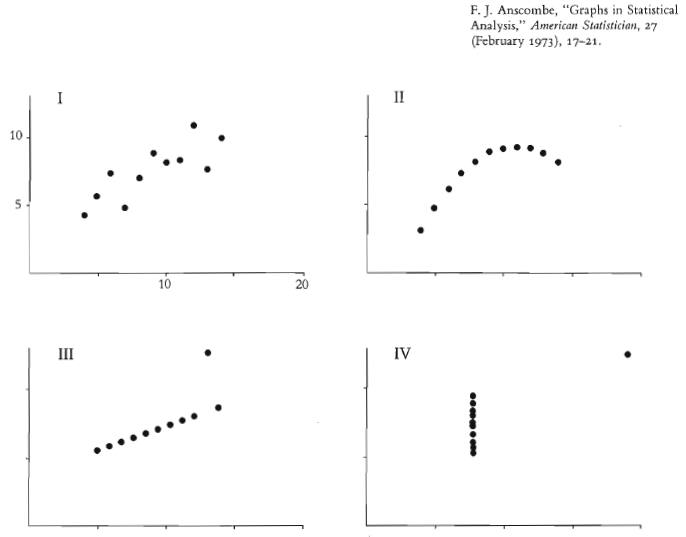 F. J. Anscombe, “Graphs in Statistical
Analysis,” American Statistician, 27
(February 1973), 17–21.
I
II
10
5
10
20
III
IV